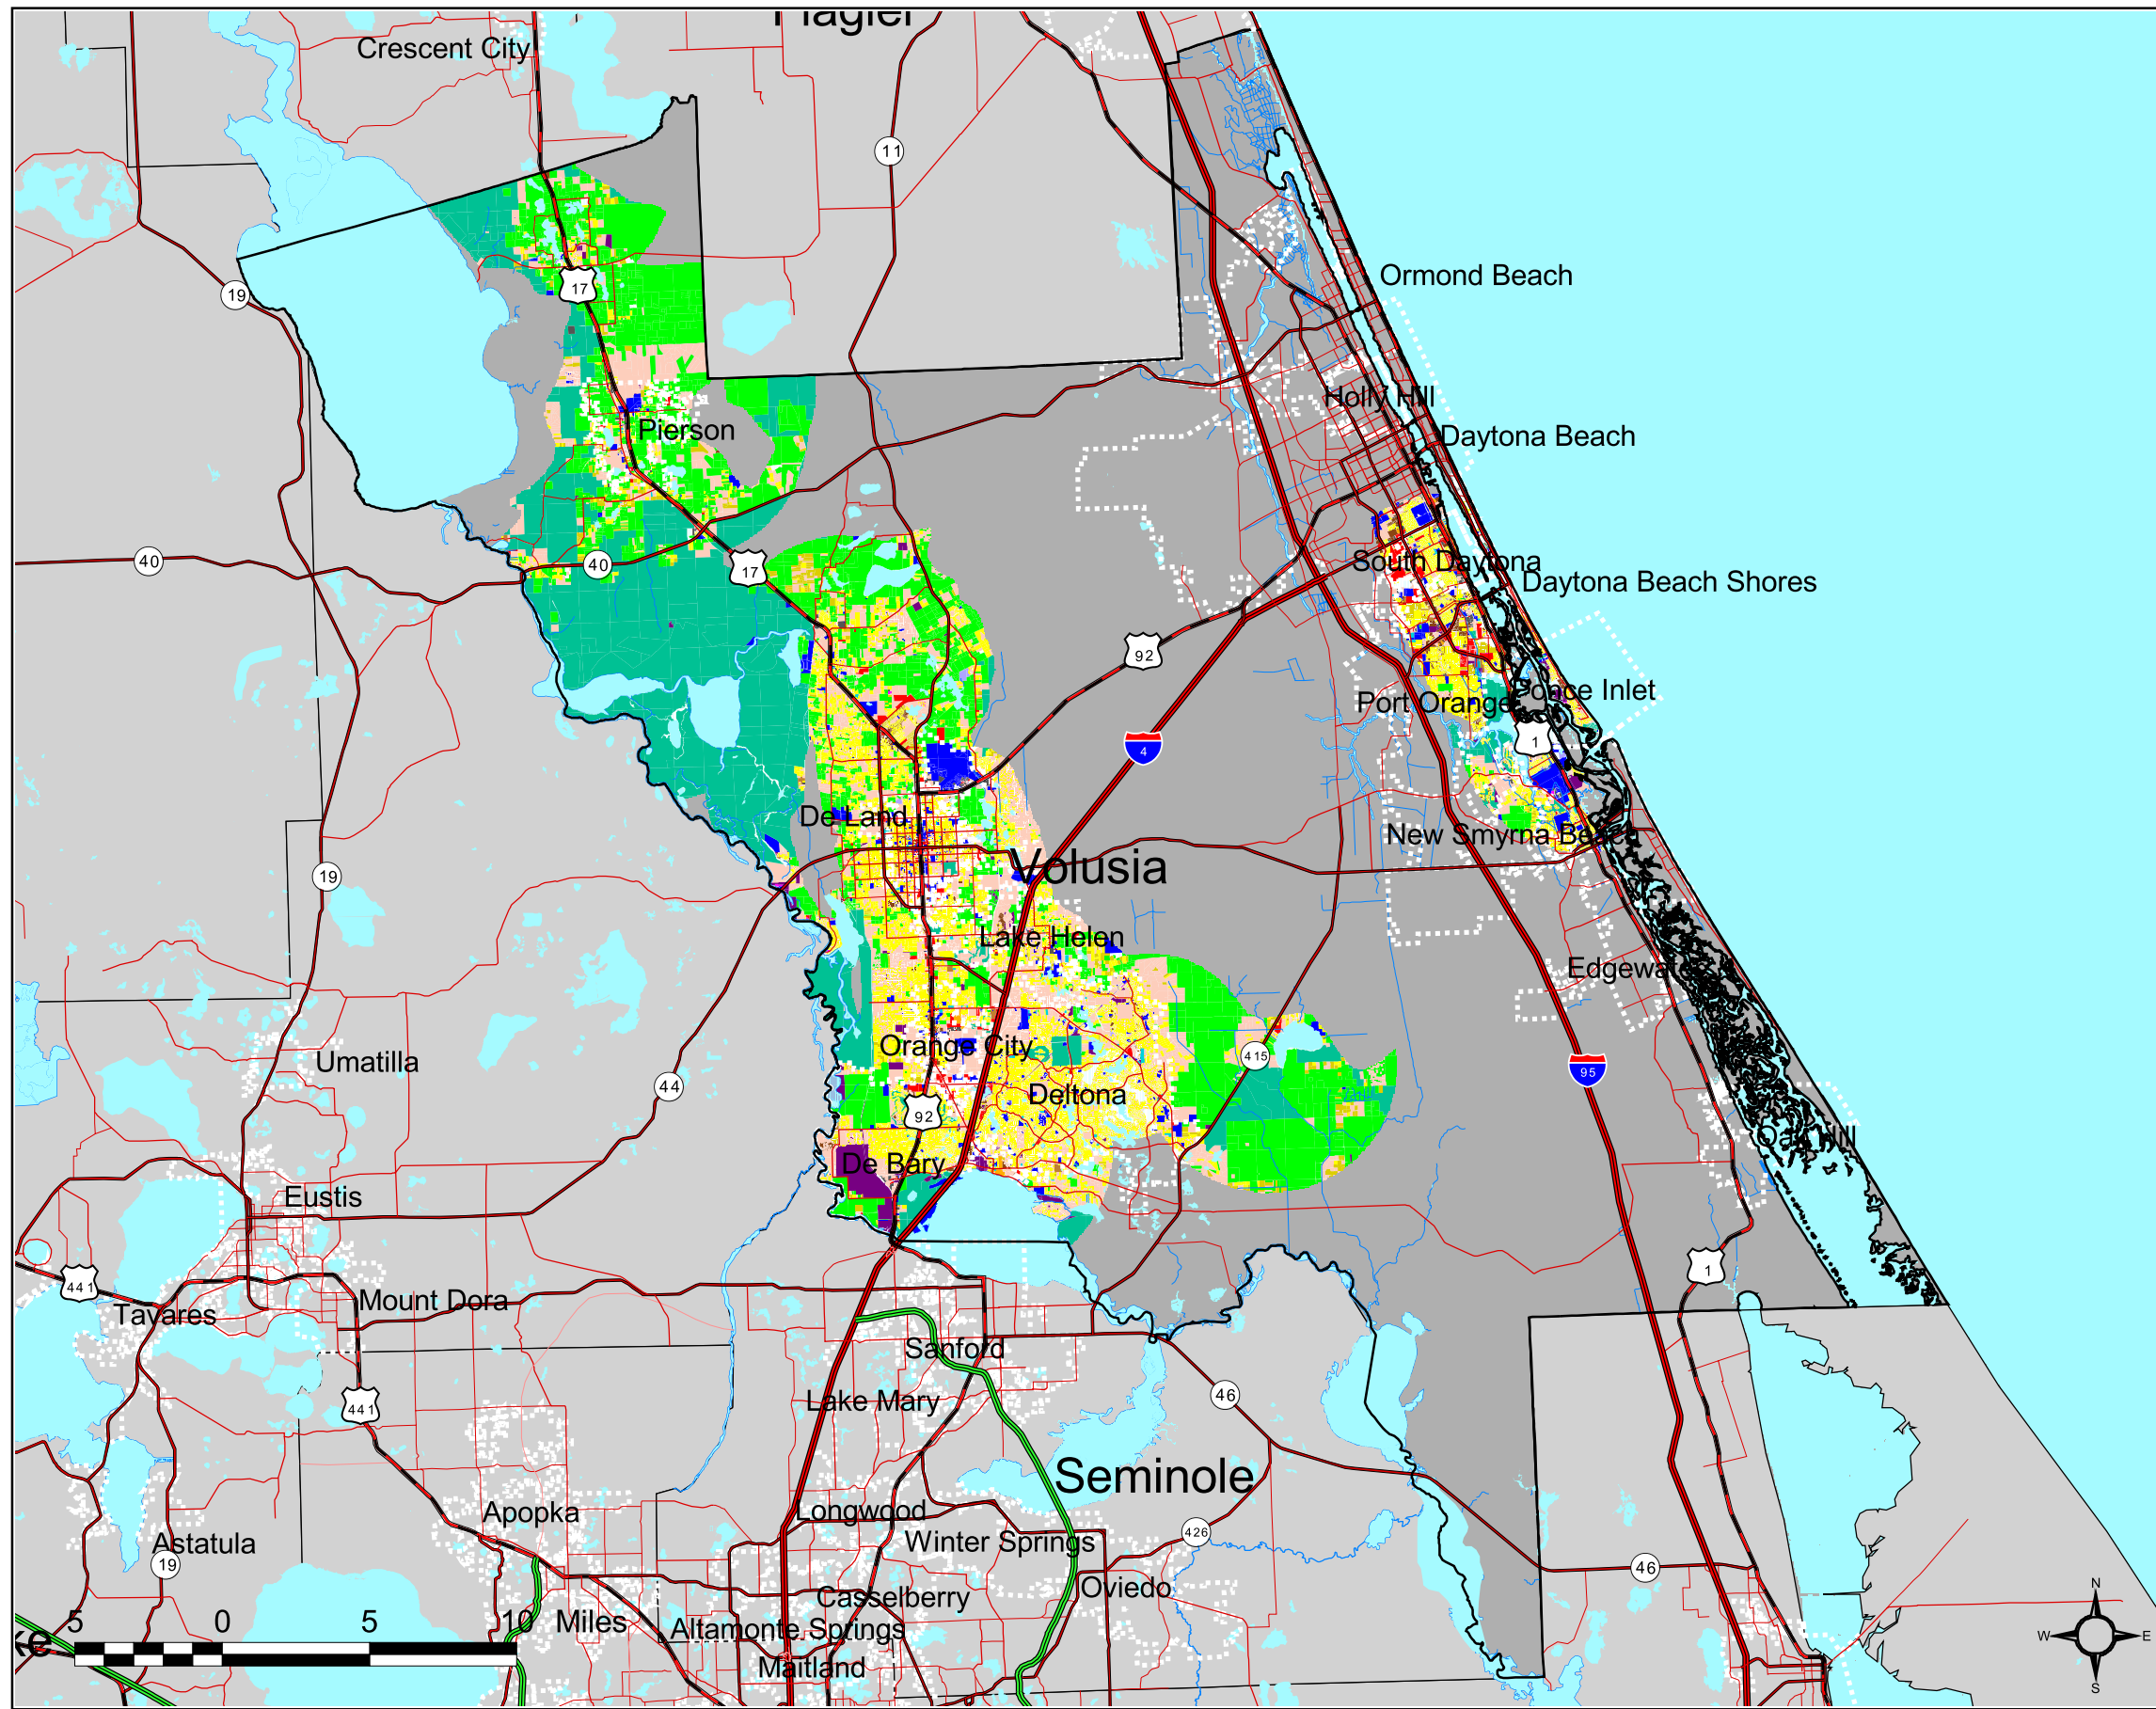 Flagler
Crescent City
11
19
17
Ormond Beach
Holly Hill
Pierson
Daytona Beach
40
40
17
South Daytona
Daytona Beach Shores
92
Ponce Inlet
Port Orange
1
4
De Land
New Smyrna Beach
Volusia
19
Lake Helen
Edgewater
Orange City
415
Umatilla
44
95
Deltona
92
Oak Hill
De Bary
Eustis
1
441
Mount Dora
Tavares
Sanford
46
Lake Mary
441
Seminole
Apopka
Longwood
426
Winter Springs
Astatula
19
46
Oviedo
Casselberry
5 0 5 10 Miles
Altamonte Springs
ke
Maitland
N
W E
S